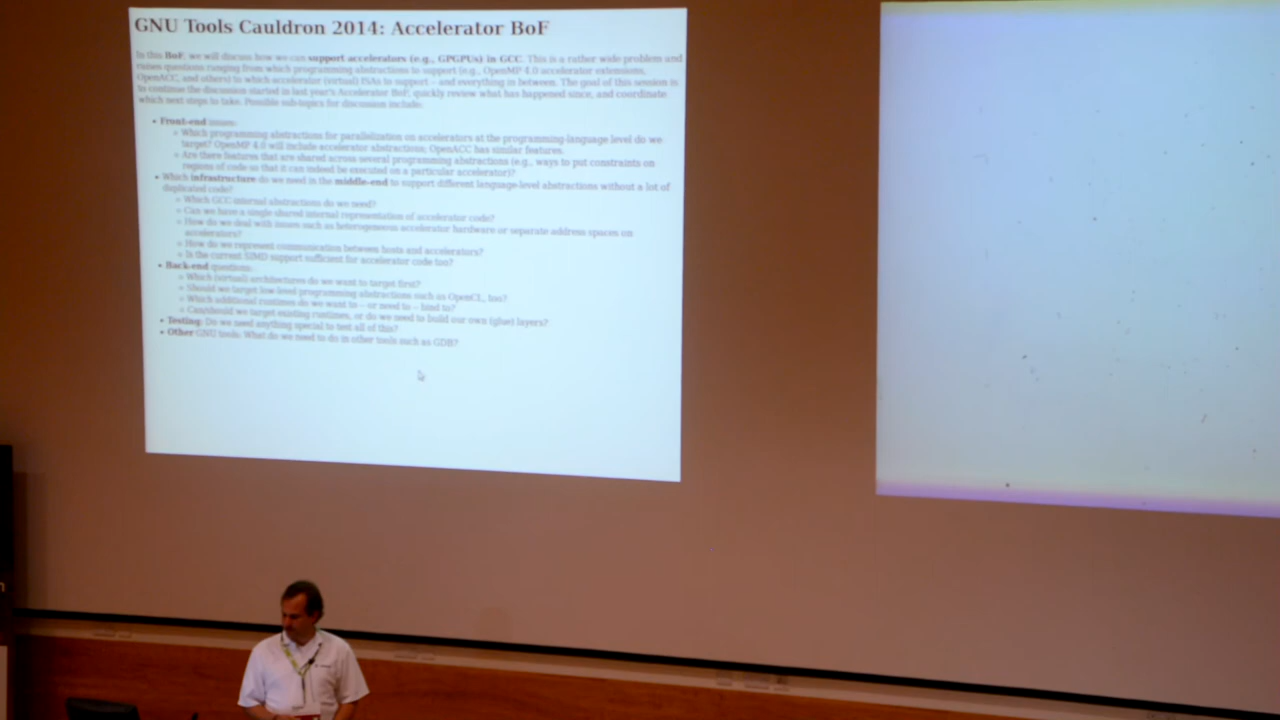 GNU Tools Cauldron 2014: Accelerator BoF
In this BoF, we will discuss how we can support accelerators (e.g., GPGPUs) in GCC. This is a rather wide problem and
raises questions ranging from which programming abstractions to support (e.g., OpenMP 4.0 accelerator extensions,
OpenACC, and others) to which accelerator (virtual) ISAs to support -- and everything in between. The goal of this session is
to continue the discussion started in last year's Accelerator BoF, quickly review what has happened since, and coordinate
which next steps to take. Possible sub-topics for discussion include:
• Front-end issues:
◦ Which programming abstractions for parallelization on accelerators at the programming-language level do we
target? OpenMP 4.0 will include accelerator abstractions; OpenACC has similar features.
◦ Are there features that are shared across several programming abstractions (e.g., ways to put constraints on
regions of code so that it can indeed be executed on a particular accelerator)?
• Which infrastructure do we need in the middle-end to support different language-level abstractions without a lot of
duplicated code?
◦ Which GCC-internal abstractions do we need?
◦ Can we have a single shared internal representation of accelerator code?
◦ How do we deal with issues such as heterogeneous accelerator hardware or separate address spaces on
accelerators?
◦ How do we represent communication between hosts and accelerators?
◦ Is the current SIMD support sufficient for accelerator code too?
• Back-end questions:
◦ Which (virtual) architectures do we want to target first?
◦ Should we target low-level programming abstractions such as OpenCL, too?
◦ Which additional runtimes do we want to -- or need to -- bind to?
◦ Can/should we target existing runtimes, or do we need to build our own (glue) layers?
• Testing: Do we need anything special to test all of this?
• Other GNU tools: What do we need to do in other tools such as GDB?